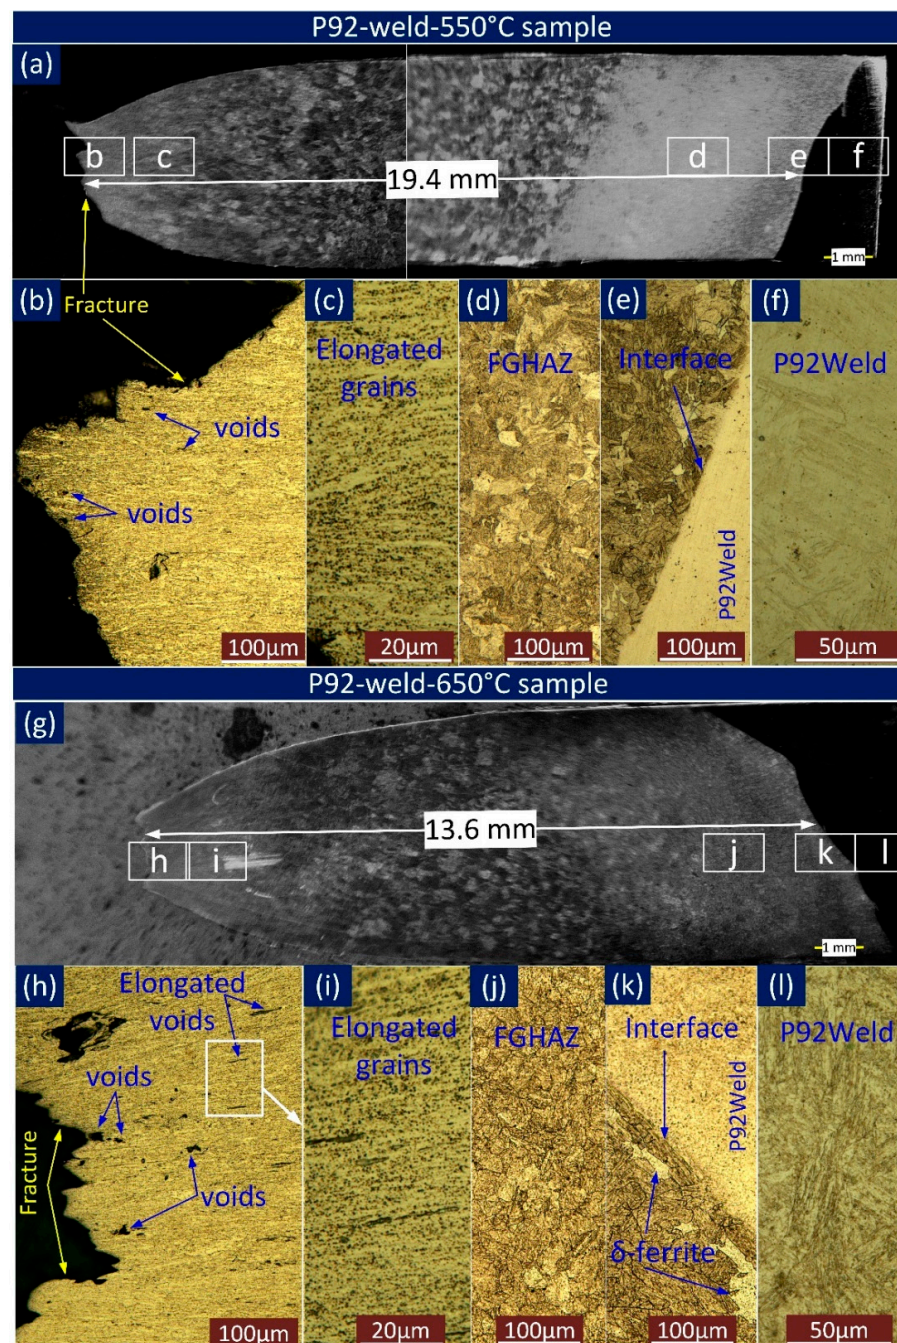 P92-weld-550°C sample
(a)
b
c
d
e
f
19.4 mm
1 mm
(b)
Fracture
voids
voids
100µm
(c)
Elongated
grains
20µm
(d)
FGHAZ
100µm
(e)
Interface
P92Weld
100µm
(f)
P92Weld
50µm
P92-weld-650°C sample
(g)
13.6 mm
h
i
j
k
l
1 mm
(h)
Elongated
voids
voids
Fracture
voids
100µm
(i)
Elongated
grains
20µm
(j)
FGHAZ
100µm
(k)
Interface
P92Weld
δ-ferrite
100µm
(l)
P92Weld
50µm